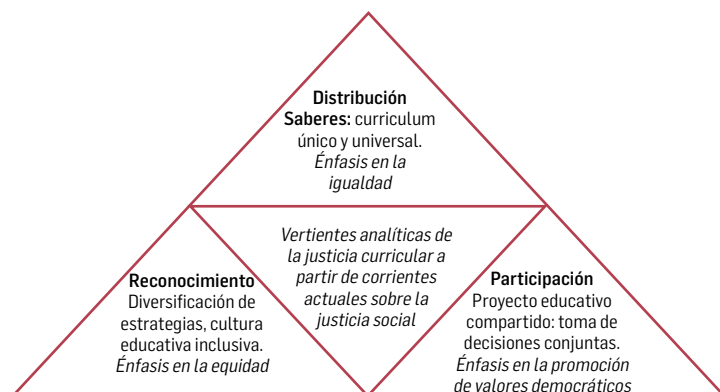 Distribución
Saberes: curriculum
único y universal.
Énfasis en la
igualdad
Vertientes analíticas de
la justicia curricular a
partir de corrientes
actuales sobre la
justicia social
Reconocimiento
Diversificación de
estrategias, cultura
educativa inclusiva.
Énfasis en la equidad
Participación
Proyecto educativo
compartido: toma de
decisiones conjuntas.
Énfasis en la promoción
de valores democráticos